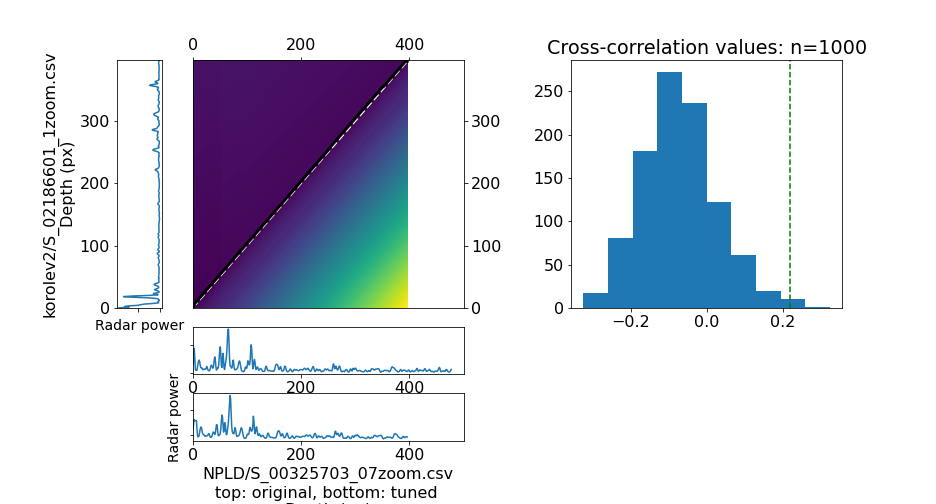 0 200 400
Cross-correlation values: n=1000
korolev2/S_02186601_1zoom.csv
Depth (px)
300
200
100
0
300
200
100
0
Radar power
250
200
150
100
50
0
−0.2 0.0 0.2
0 200 400
Radar power
0 200 400
NPLD/S_00325703_07zoom.csv
top: original, bottom: tuned